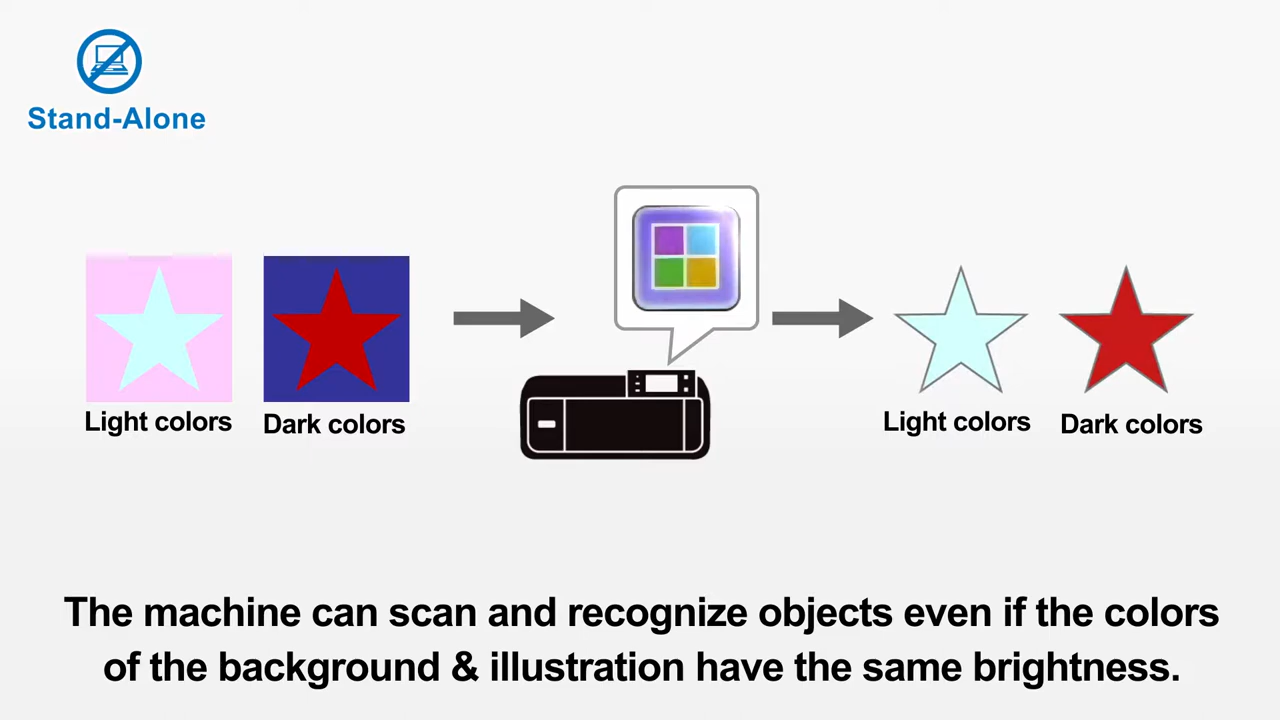 Stand-Alone
Light colors
Dark colors
Light colors
Dark colors
The machine can scan and recognize objects even if the colors
of the background & illustration have the same brightness.